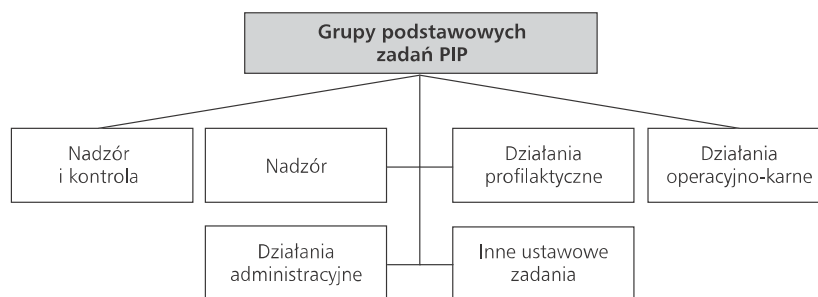 Grupy podstawowych
zadań PIP
Nadzór
i kontrola
Nadzór
Działania
profilaktyczne
Działania
operacyjno-karne
Działania
administracyjne
Inne ustawowe
zadania